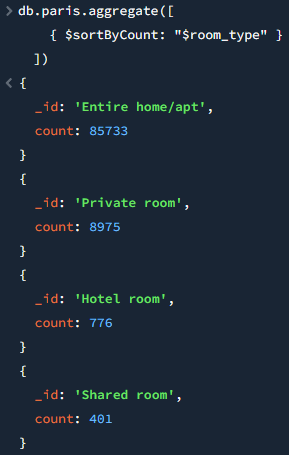 > db.paris.aggregate([
{ $sortByCount: "$room_type" }
])
< {
_id: 'Entire home/apt',
count: 85733
}
{
_id: 'Private room',
count: 8975
}
{
_id: 'Hotel room',
count: 776
}
{
_id: 'Shared room',
count: 401
}